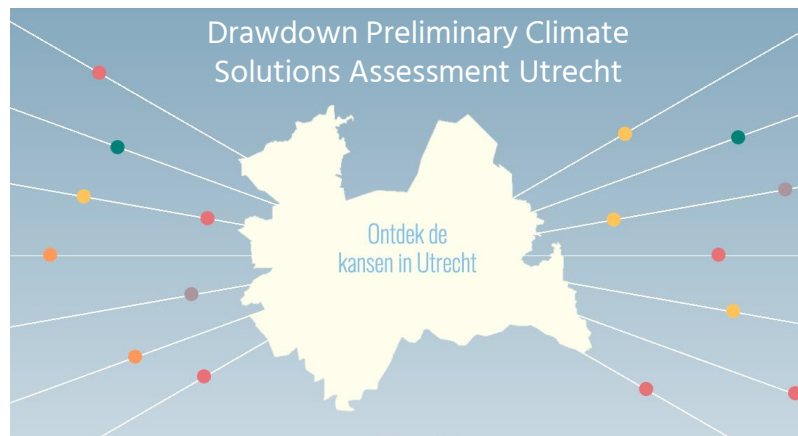 Drawdown Preliminary Climate
Solutions Assessment Utrecht
Ontdek de
kansen in Utrecht